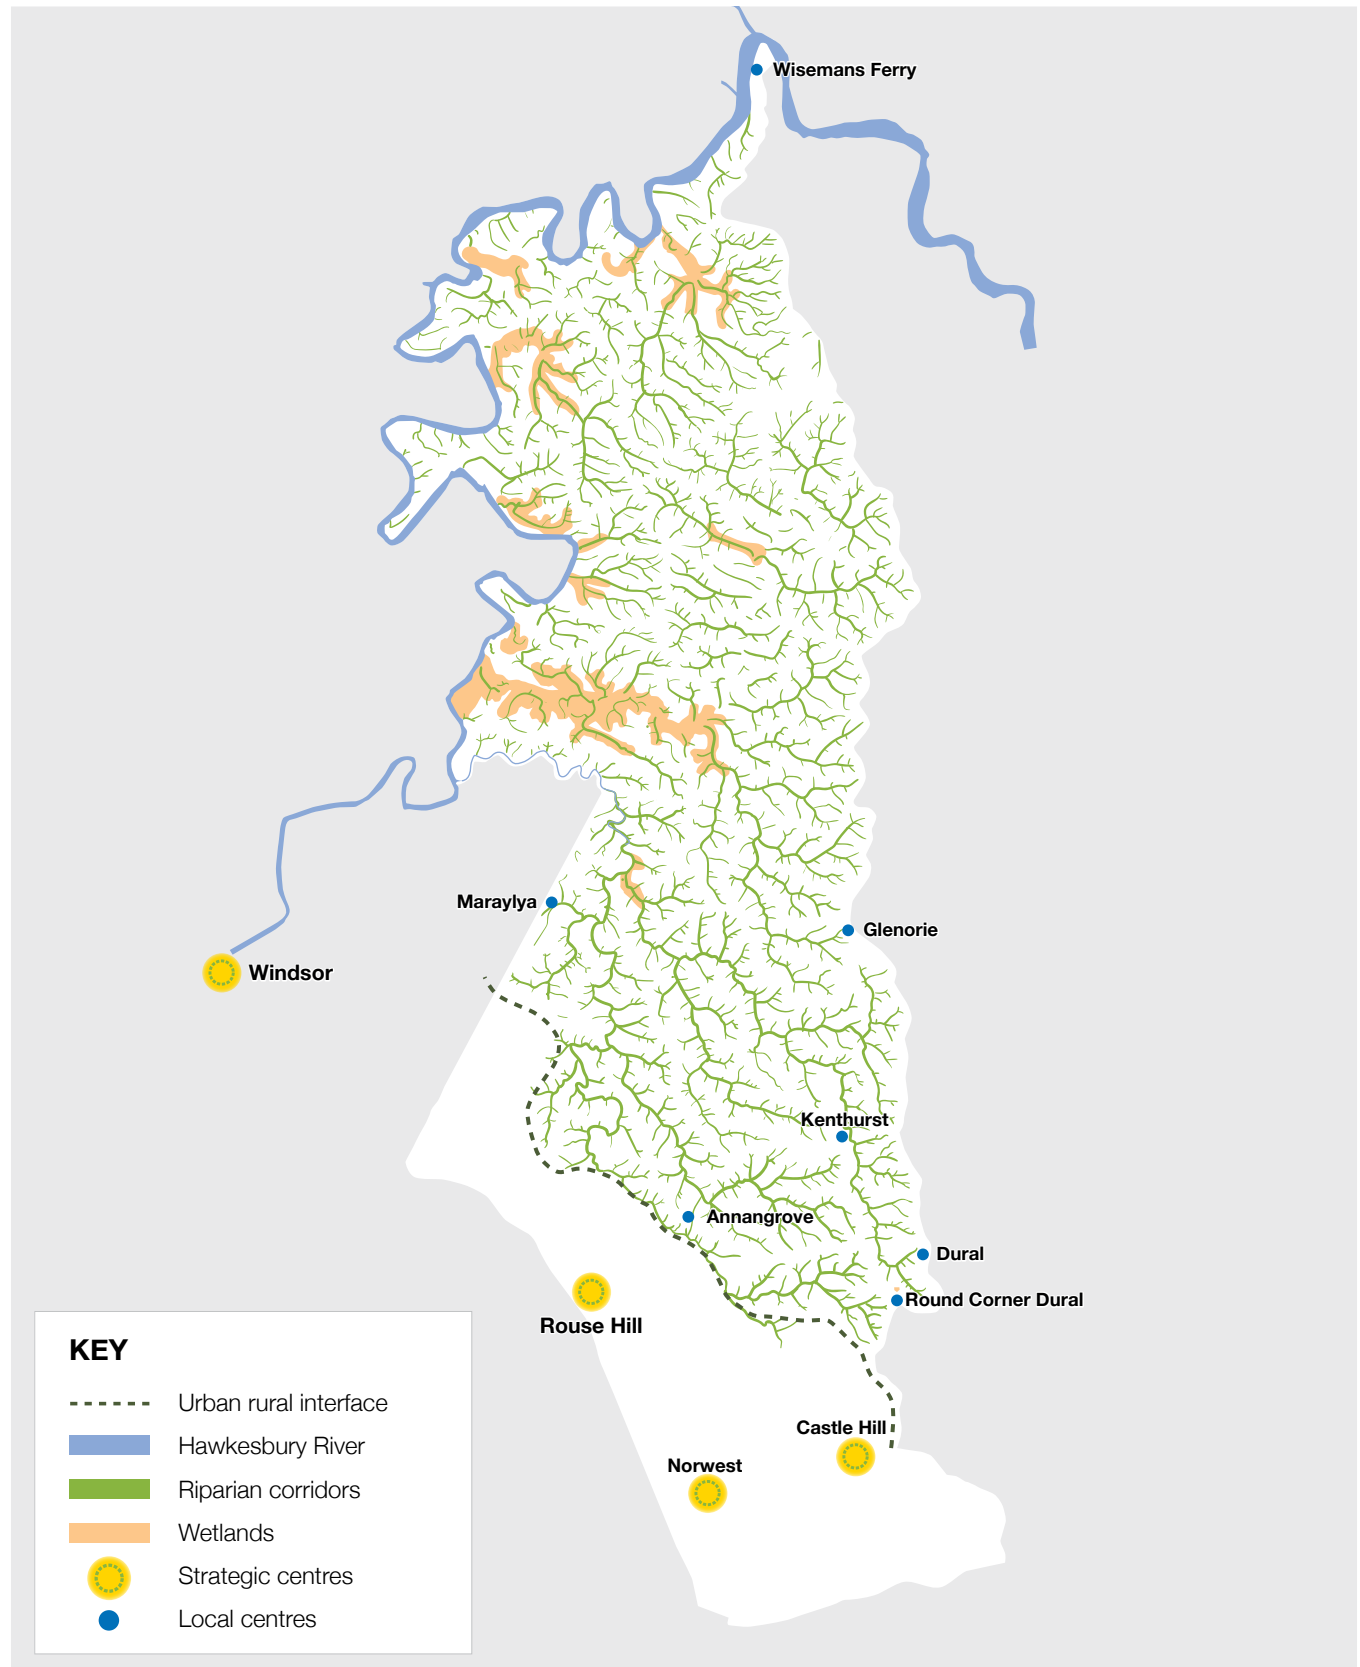 Wisemans Ferry
Maraylya
Glenorie
Windsor
Kenthurst
Annangrove
Dural
Round Corner Dural
Rouse Hill
Castle Hill
Norwest
KEY
Urban rural interface
Hawkesbury River
Riparian corridors
Wetlands
Strategic centres
Local centres